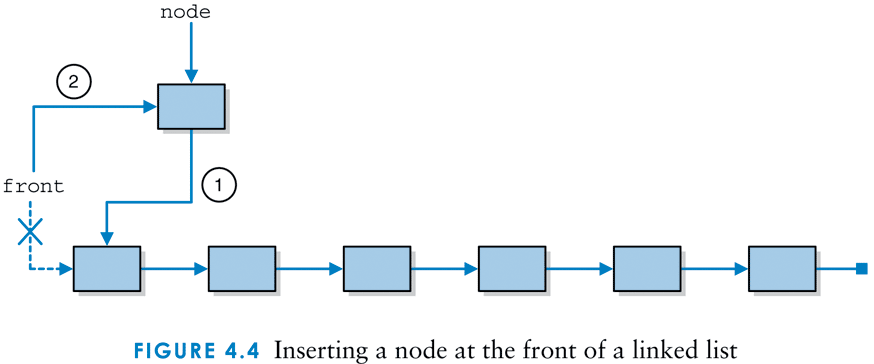 node
2
1
front
FIGURE 4.4 Inserting a node at the front of a linked list